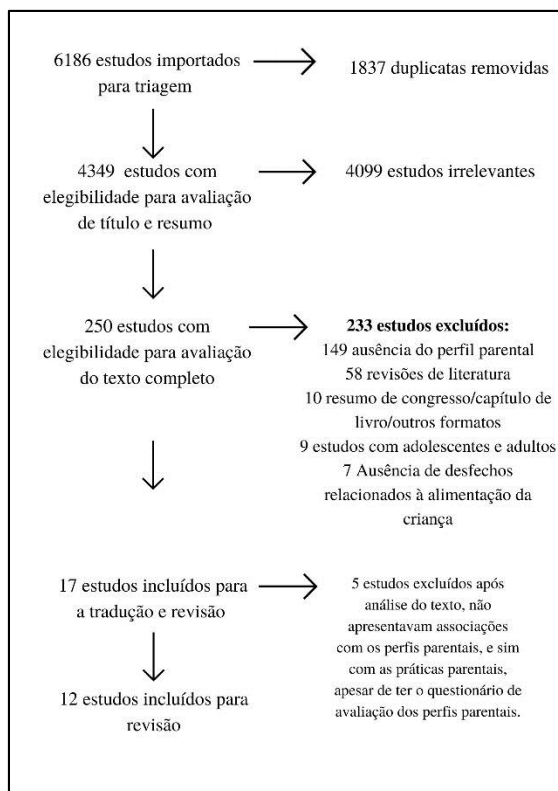 6186 estudos importados
para triagem
1837 duplicatas removidas
4349 estudos com
elegibilidade para avaliação
de título e resumo
4099 estudos irrelevantes
250 estudos com
elegibilidade para avaliação
do texto completo
233 estudos excluídos:
149 ausência do perfil parental
58 revisões de literatura
10 resumo de congresso/capítulo de
livro/outros formatos
9 estudos com adolescentes e adultos
7 Ausência de desfechos
relacionados à alimentação da
criança
17 estudos incluídos para
a tradução e revisão
5 estudos excluídos após
análise do texto, não
apresentavam associações
com os perfis parentais, e sim
com as práticas parentais,
apesar de ter o questionário de
avaliação dos perfis parentais.
12 estudos incluídos para
revisão